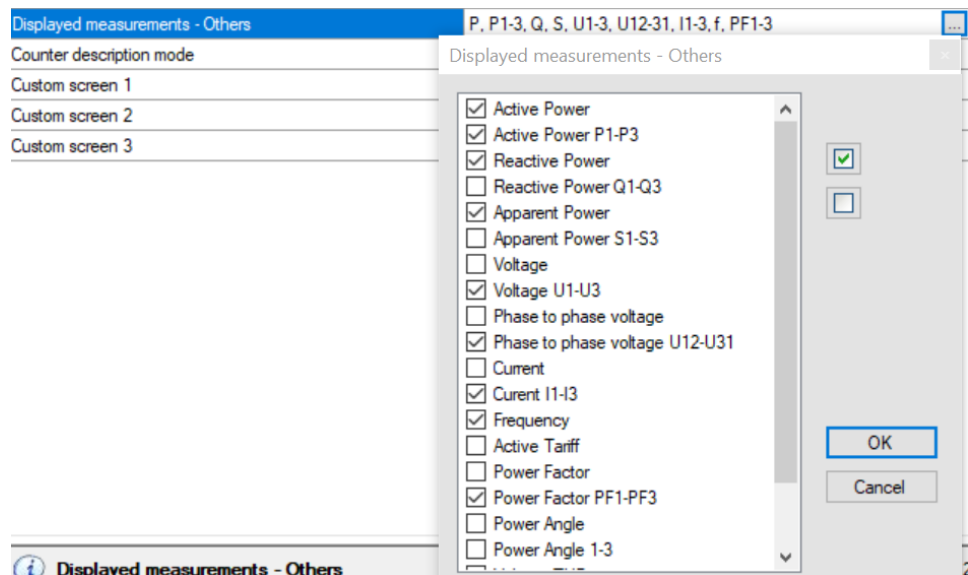 Displayed measurements - Others P, P1-3, Q, S, U1-3, U12-31, I1-3, f, PF1-3 ...
Counter description mode
Custom screen 1
Custom screen 2
Custom screen 3
Displayed measurements - Others
Active Power
Active Power P1-P3
Reactive Power
Reactive Power Q1-Q3
Apparent Power
Apparent Power S1-S3
Voltage
Voltage U1-U3
Phase to phase voltage
Phase to phase voltage U12-U31
Current
Curent I1-I3
Frequency
Active Tariff
Power Factor
Power Factor PF1-PF3
Power Angle
Power Angle 1-3
OK
Cancel
Displayed measurements - Others